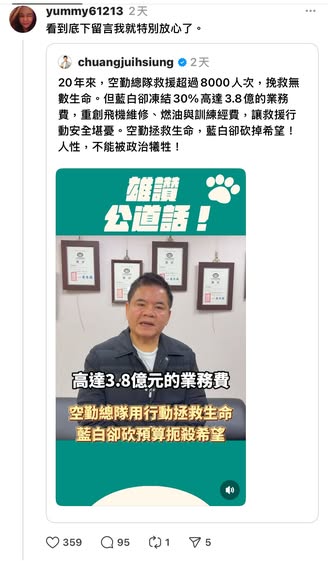 yummy61213 2天
看到底下留言我就特別放心了。
chuangjuihsiung 2天
20年來，空勤總隊救援超過8000人次，挽救無
數生命。但藍白卻凍結30%高達3.8億的業務
費，重創飛機維修、燃油與訓練經費，讓救援行
動安全堪憂。空勤拯救生命，藍白卻砍掉希望！
人性，不能被政治犧牲！
雄讚
公道話！
高達3.8億元的業務費
空勤總隊用行動拯救生命
藍白卻砍預算扼殺希望
359 95 1 5